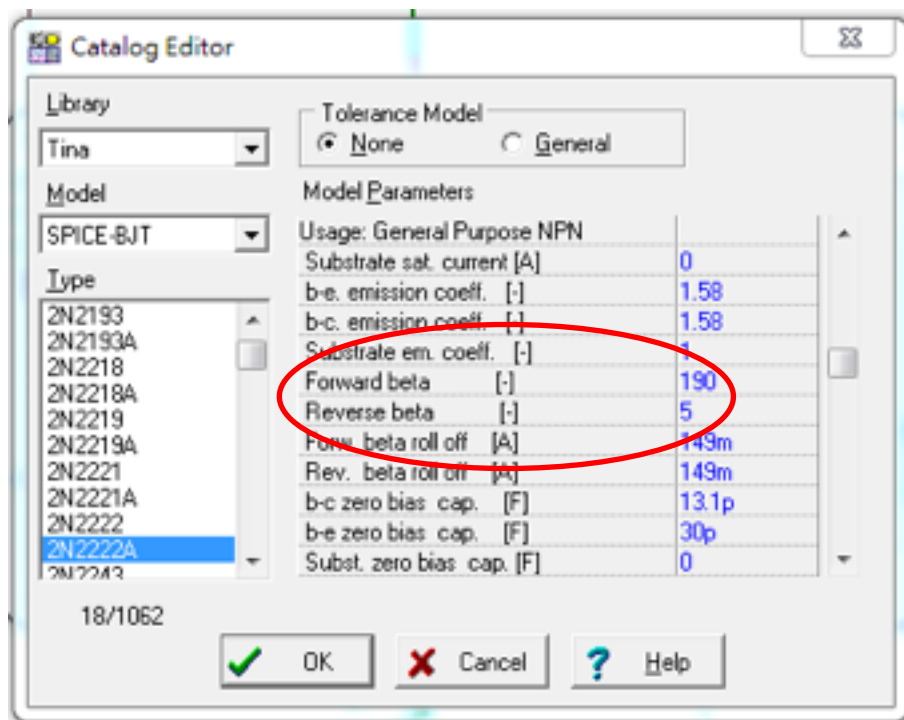 Catalog Editor
Library
Tina
Model
SPICE-BJT
Type
2N2193
2N2193A
2N2218
2N2218A
2N2219
2N2219A
2N2221
2N2221A
2N2222
2N2222A
2N2243
18/1062
Tolerance Model
None General
Model Parameters
Usage: General Purpose NPN
Substrate sat. current [A] 0
b-e. emission coeff. [-] 1.58
b-c. emission coeff. [-] 1.58
Substrate em. coeff. [-] 1
Forward beta [-] 190
Reverse beta [-] 5
Forw. beta roll off [A] 149m
Rev. beta roll off [A] 149m
b-c zero bias cap. [F] 13.1p
b-e zero bias cap. [F] 30p
Subst. zero bias cap. [F] 0
OK Cancel ? Help